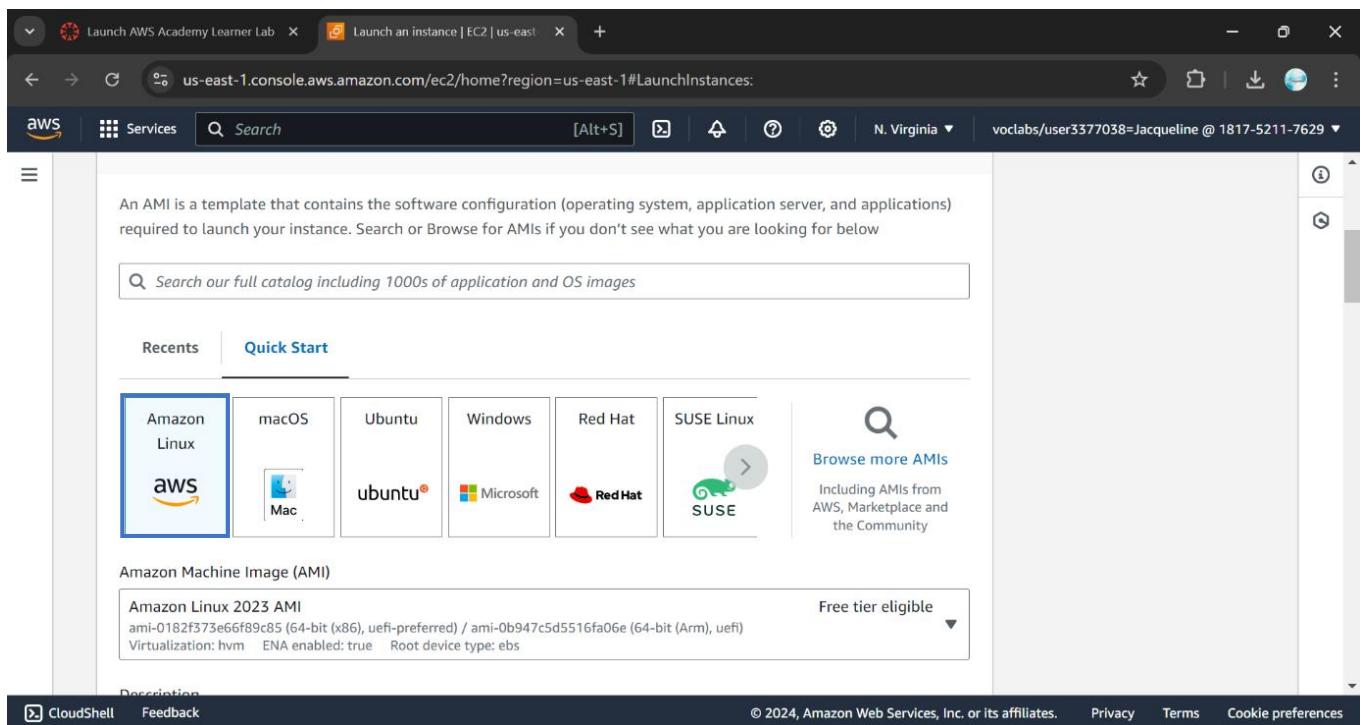 Launch AWS Academy Learner Lab
Launch an instance | EC2 | us-east
us-east-1.console.aws.amazon.com/ec2/home?region=us-east-1#LaunchInstances:
aws
Services
Search
[Alt+S]
N. Virginia
voclabs/user3377038=Jacqueline @ 1817-5211-7629
An AMI is a template that contains the software configuration (operating system, application server, and applications)
required to launch your instance. Search or Browse for AMIs if you don't see what you are looking for below
Search our full catalog including 1000s of application and OS images
Recents
Quick Start
Amazon
Linux
aws
macOS
Mac
Ubuntu
ubuntu
Windows
Microsoft
Red Hat
Red Hat
SUSE Linux
SUSE
Browse more AMIs
Including AMIs from
AWS, Marketplace and
the Community
Amazon Machine Image (AMI)
Amazon Linux 2023 AMI
Free tier eligible
ami-0182f373e66f89c85 (64-bit (x86), uefi-preferred) / ami-0b947c5d5516fa06e (64-bit (Arm), uefi)
Virtualization: hvm ENA enabled: true Root device type: ebs
Description
CloudShell
Feedback
© 2024, Amazon Web Services, Inc. or its affiliates.
Privacy
Terms
Cookie preferences